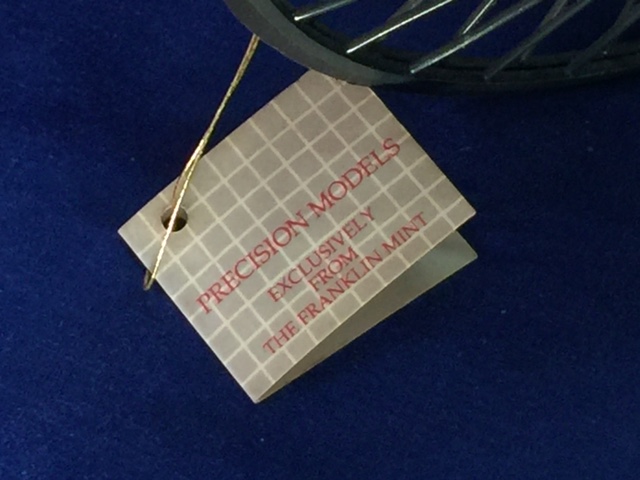 PRECISION MODELS
EXCLUSIVELY
FROM
THE FRANKLIN MINT